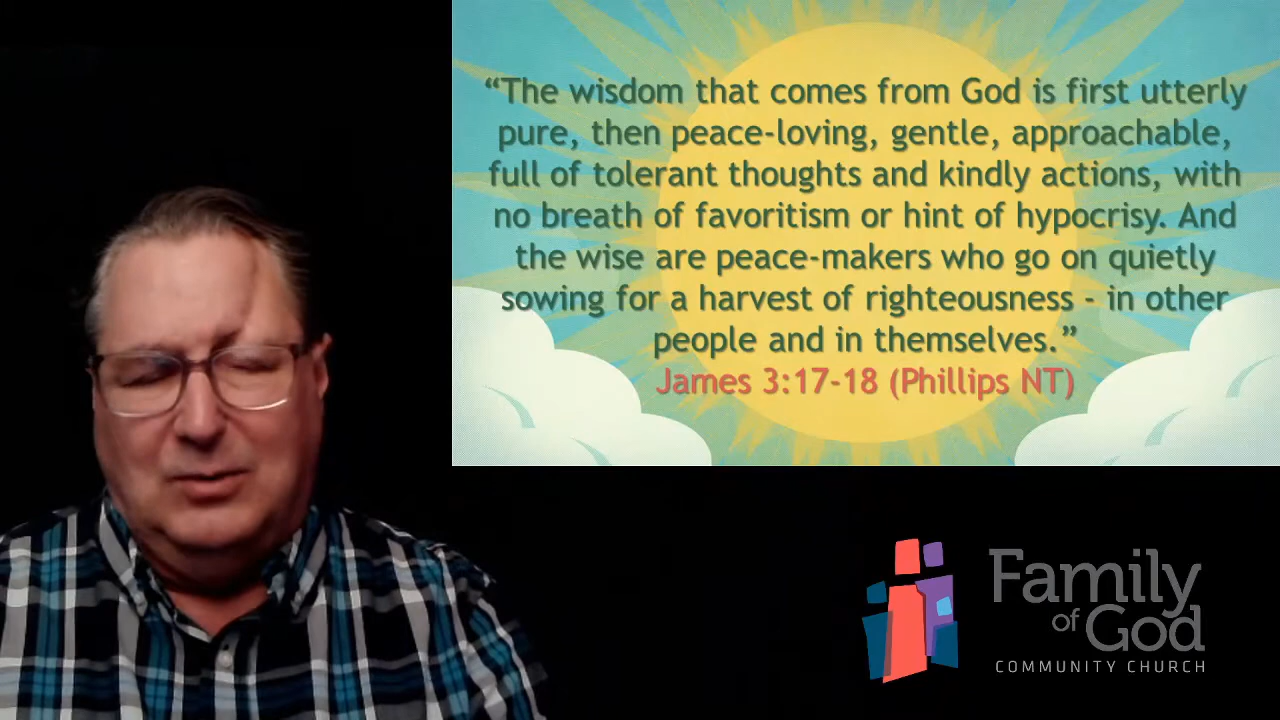 “The wisdom that comes from God is first utterly
pure, then peace-loving, gentle, approachable,
full of tolerant thoughts and kindly actions, with
no breath of favoritism or hint of hypocrisy. And
the wise are peace-makers who go on quietly
sowing for a harvest of righteousness - in other
people and in themselves.”
James 3:17-18 (Phillips NT)
Family
of God
COMMUNITY CHURCH